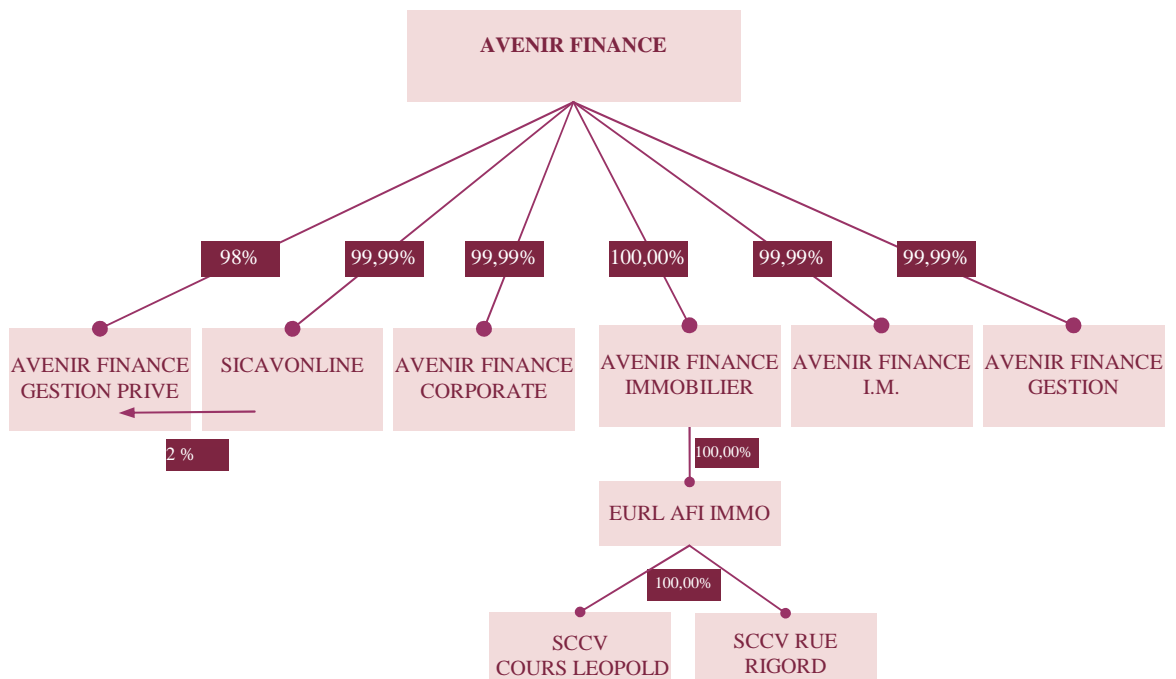 AVENIR FINANCE
98%
99,99%
99,99%
100,00%
99,99%
99,99%
AVENIR FINANCE
GESTION PRIVE
SICAVONLINE
AVENIR FINANCE
CORPORATE
AVENIR FINANCE
IMMOBILIER
AVENIR FINANCE
I.M.
AVENIR FINANCE
GESTION
2 %
100,00%
EURL AFI IMMO
100,00%
SCCV
COURS LEOPOLD
SCCV RUE
RIGORD